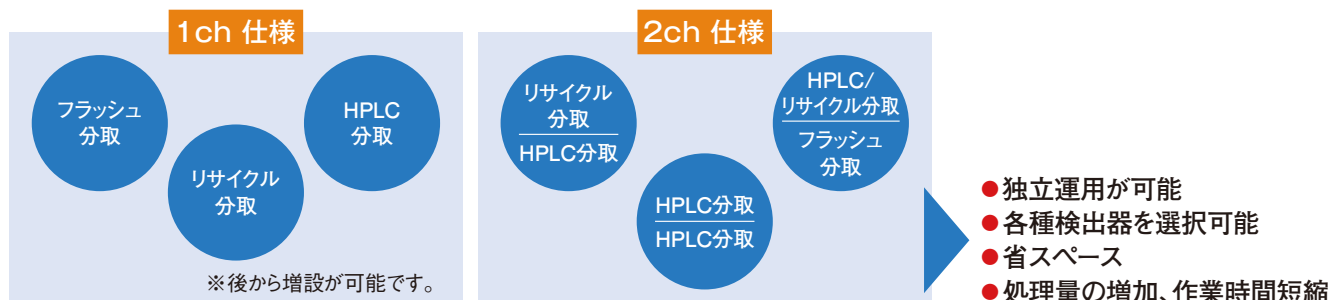 1ch 仕様
フラッシュ
分取
リサイクル
分取
HPLC
分取
※後から増設が可能です。
2ch 仕様
リサイクル
分取
HPLC分取
HPLC分取
HPLC分取
HPLC/
リサイクル分取
フラッシュ
分取
●独立運用が可能
●各種検出器を選択可能
●省スペース
●処理量の増加、作業時間短縮